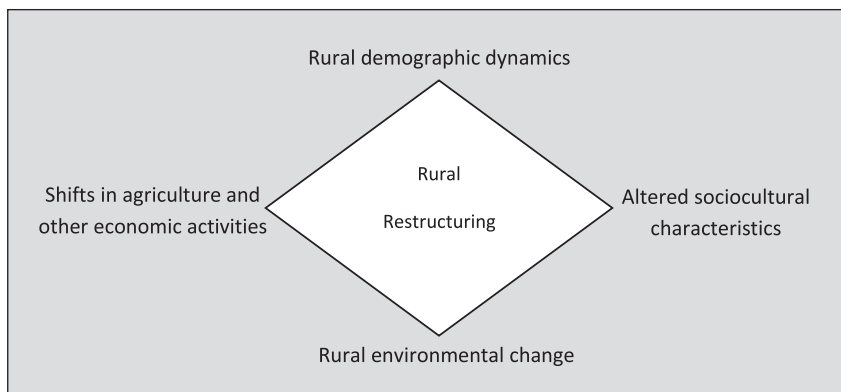 Rural demographic dynamics
Rural
Restructuring
Shifts in agriculture and
other economic activities
Altered sociocultural
characteristics
Rural environmental change